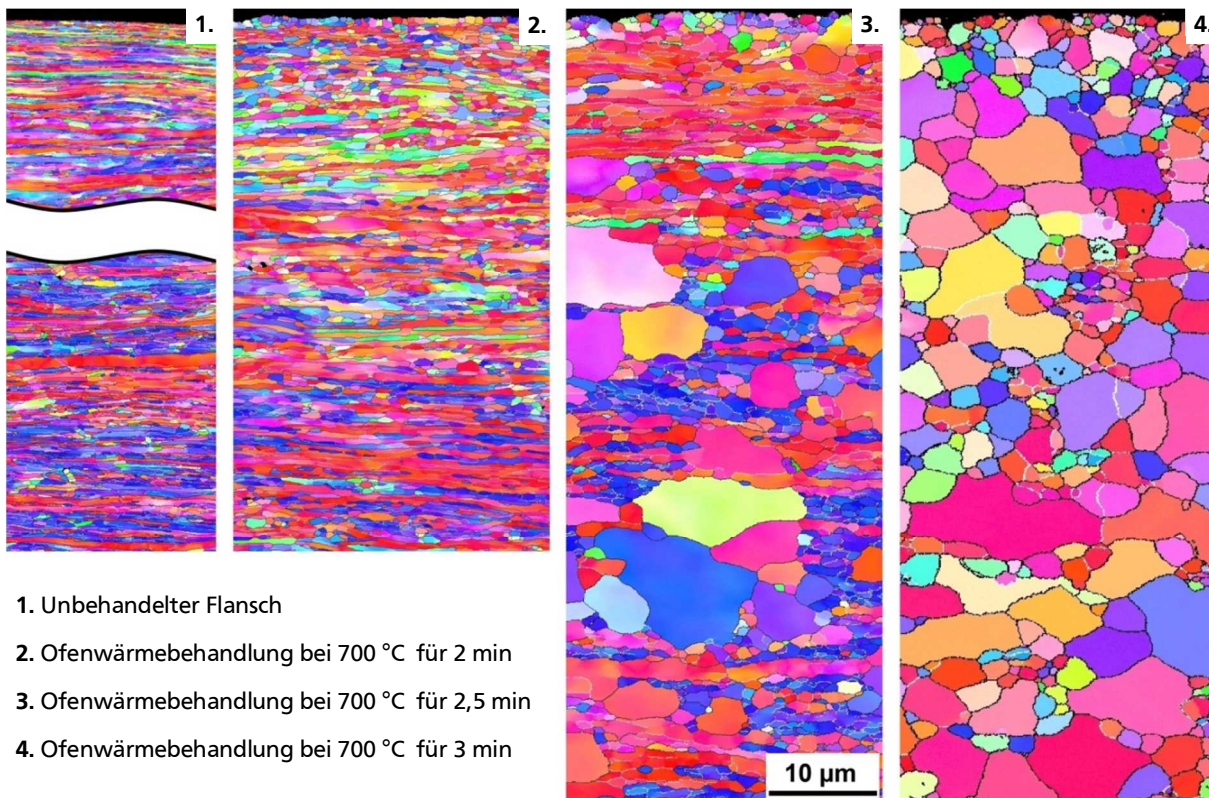 1.
2.
3.
4.
1. Unbehandelter Flansch
2. Ofenwärmebehandlung bei 700 °C für 2 min
3. Ofenwärmebehandlung bei 700 °C für 2,5 min
4. Ofenwärmebehandlung bei 700 °C für 3 min
10 µm